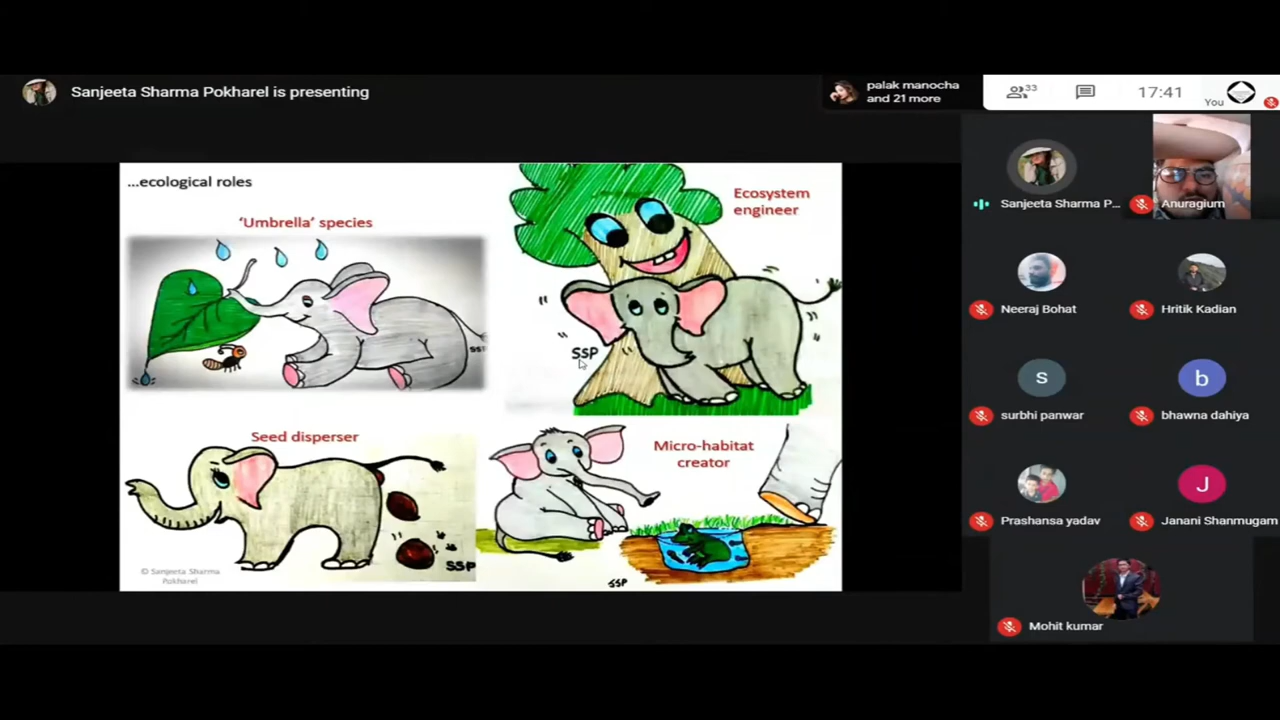 Sanjeeta Sharma Pokharel is presenting
palak manocha
and 21 more
33
17:41
You
...ecological roles
'Umbrella' species
Ecosystem
engineer
SSP
Seed disperser
Micro-habitat
creator
SSP
SSP
© Sanjeeta Sharma
Pokharel
Sanjeeta Sharma P...
Anuragium
Neeraj Bohat
Hritik Kadian
s
surbhi panwar
b
bhawna dahiya
Prashansa yadav
J
Janani Shanmugam
Mohit kumar